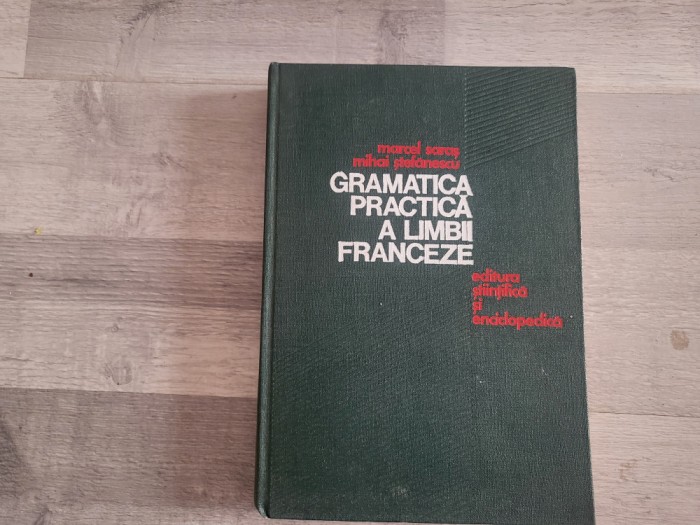 marcel saraș
mihai ștefănescu
GRAMATICA
PRACTICĂ
A LIMBII
FRANCEZE
editura
științifică
și
enciclopedică